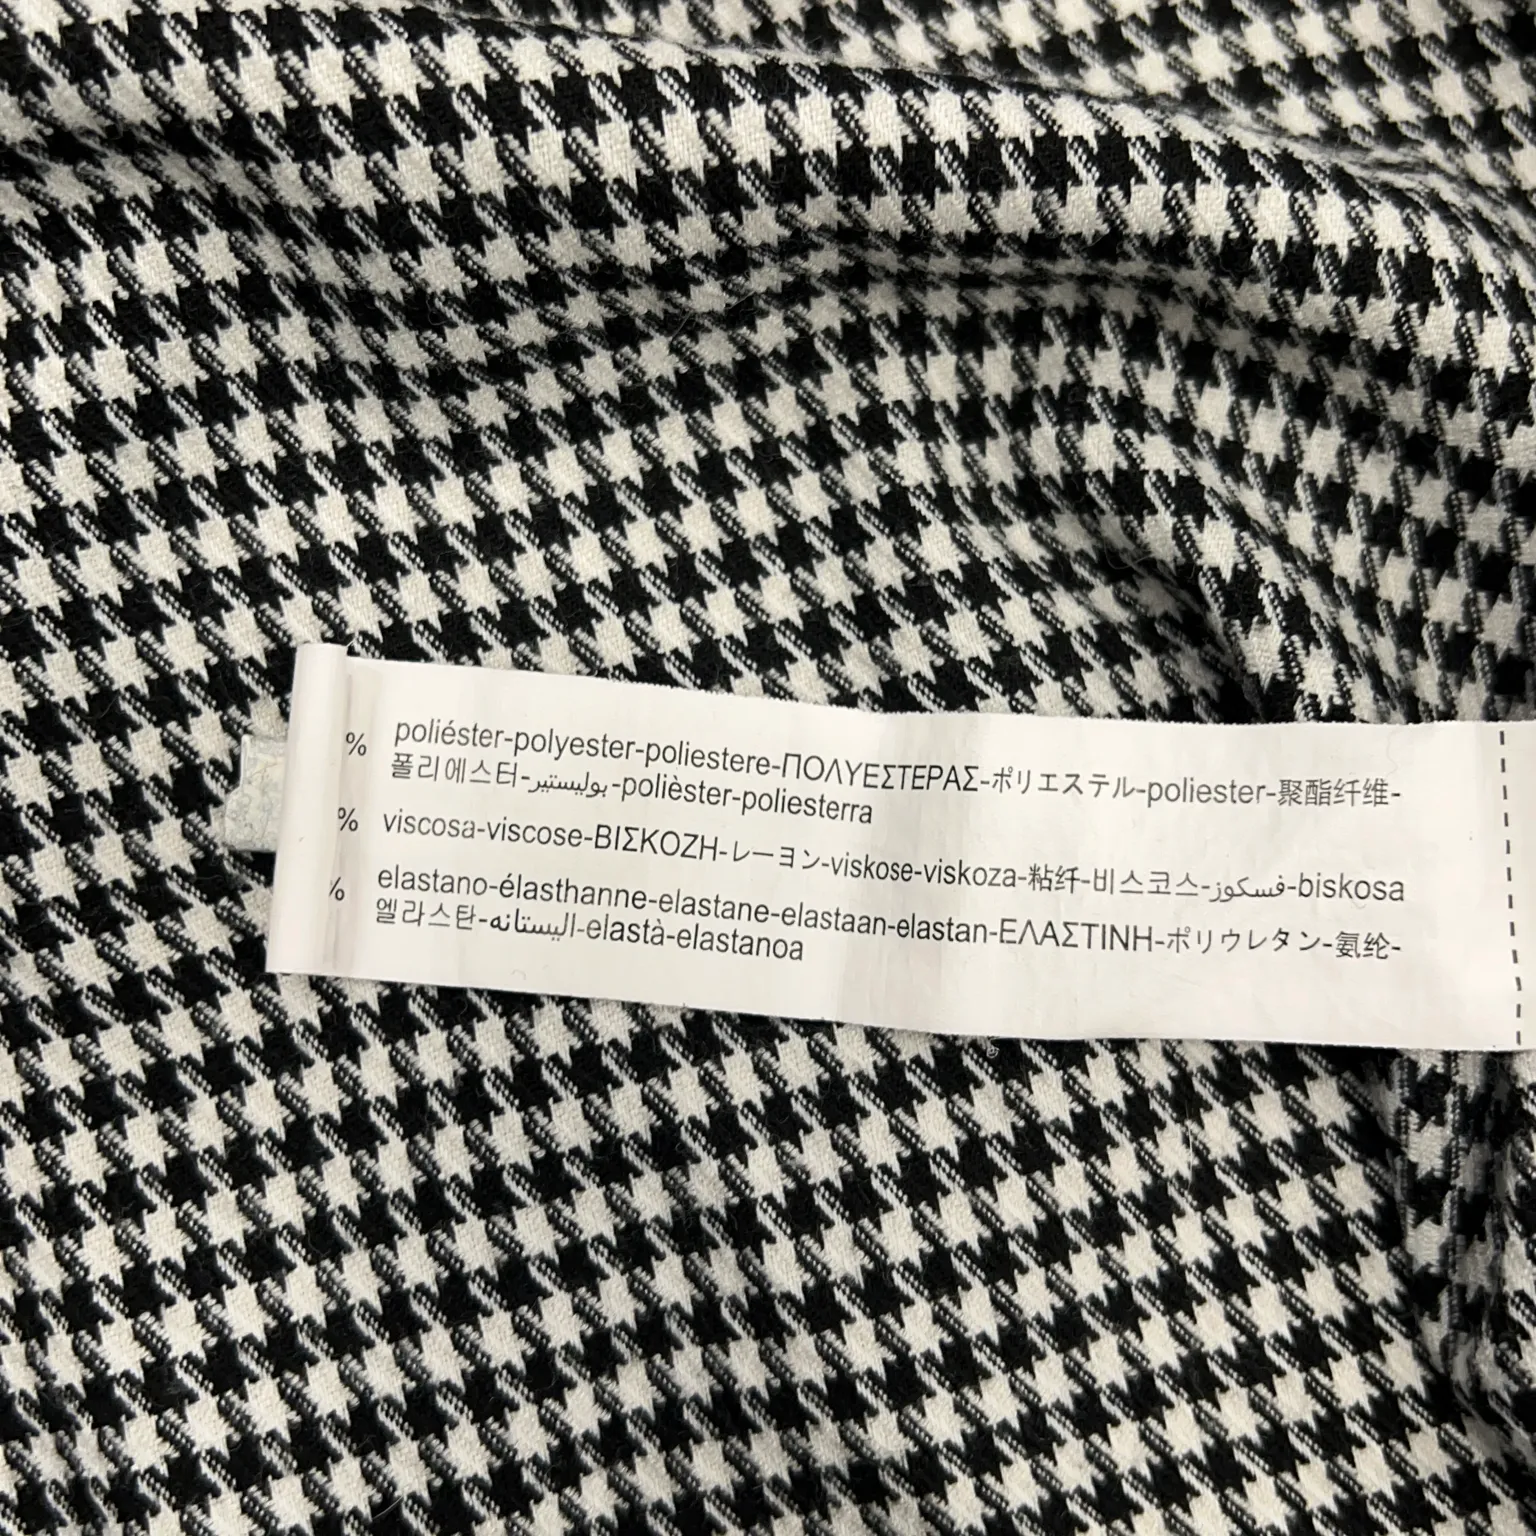 % poliéster-polyester-poliestere-ΠΟΛΥΕΣΤΕΡΑΣ-ポリエステル-poliester-聚酯纤维-
폴리에스터-بوليستير-polièster-poliesterra
% viscosa-viscose-ΒΙΣΚΟΖΗ-レーヨン-viskose-viskoza-粘纤-비스코스-فسكوز-biskosa
% elastano-élasthanne-elastane-elastaan-elastan-ΕΛΑΣΤΙΝΗ-ポリウレタン-氨纶-
엘라스탄-اليستانه-elastà-elastanoa